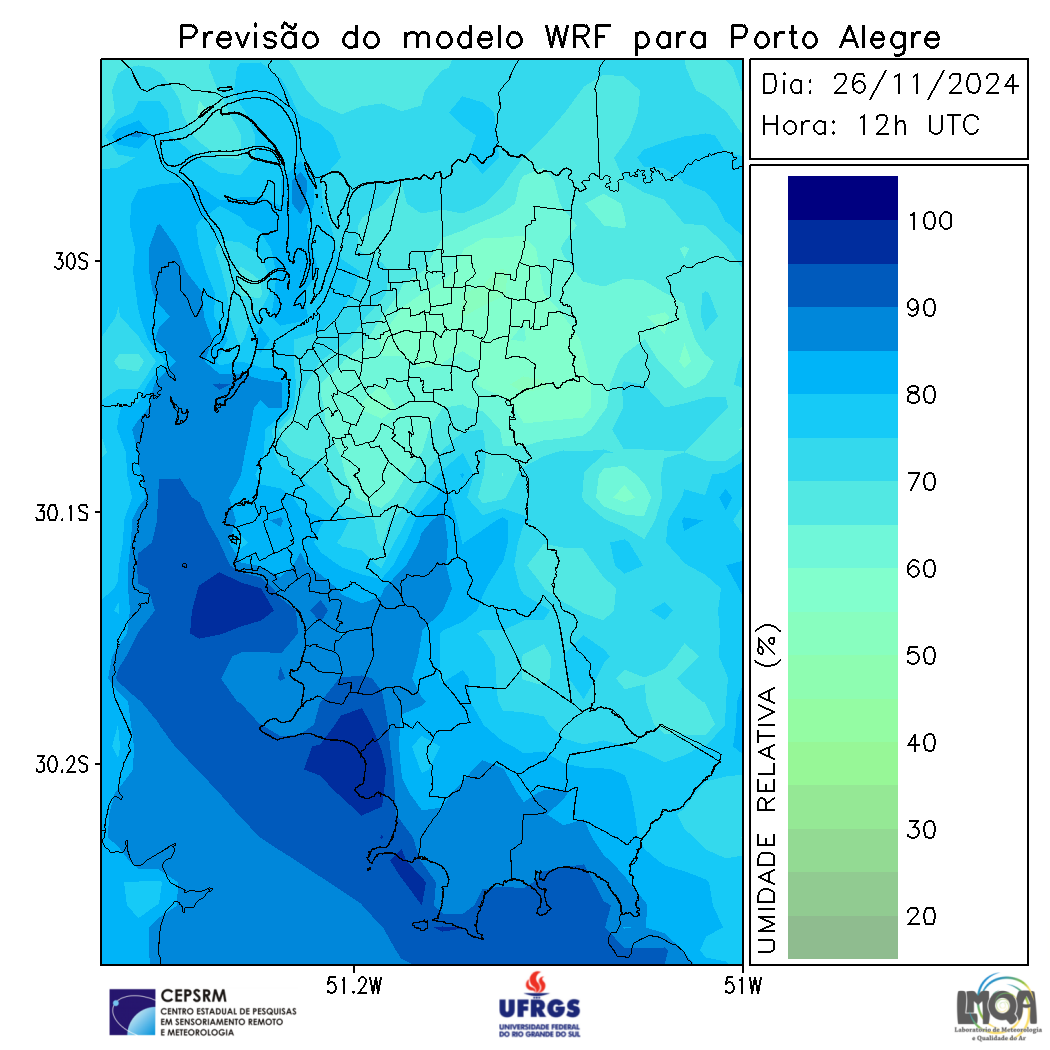 Previsão do modelo WRF para Porto Alegre
Dia: 26/11/2024
Hora: 12h UTC
30S
30.1S
30.2S
51.2W
51W
UMIDADE RELATIVA (%)
100
90
80
70
60
50
40
30
20
CEPSRM
CENTRO ESTADUAL DE PESQUISAS
EM SENSORIAMENTO REMOTO
E METEOROLOGIA
UFRGS
UNIVERSIDADE FEDERAL
DO RIO GRANDE DO SUL
LMQA
Laboratório de Meteorologia
e Qualidade do Ar